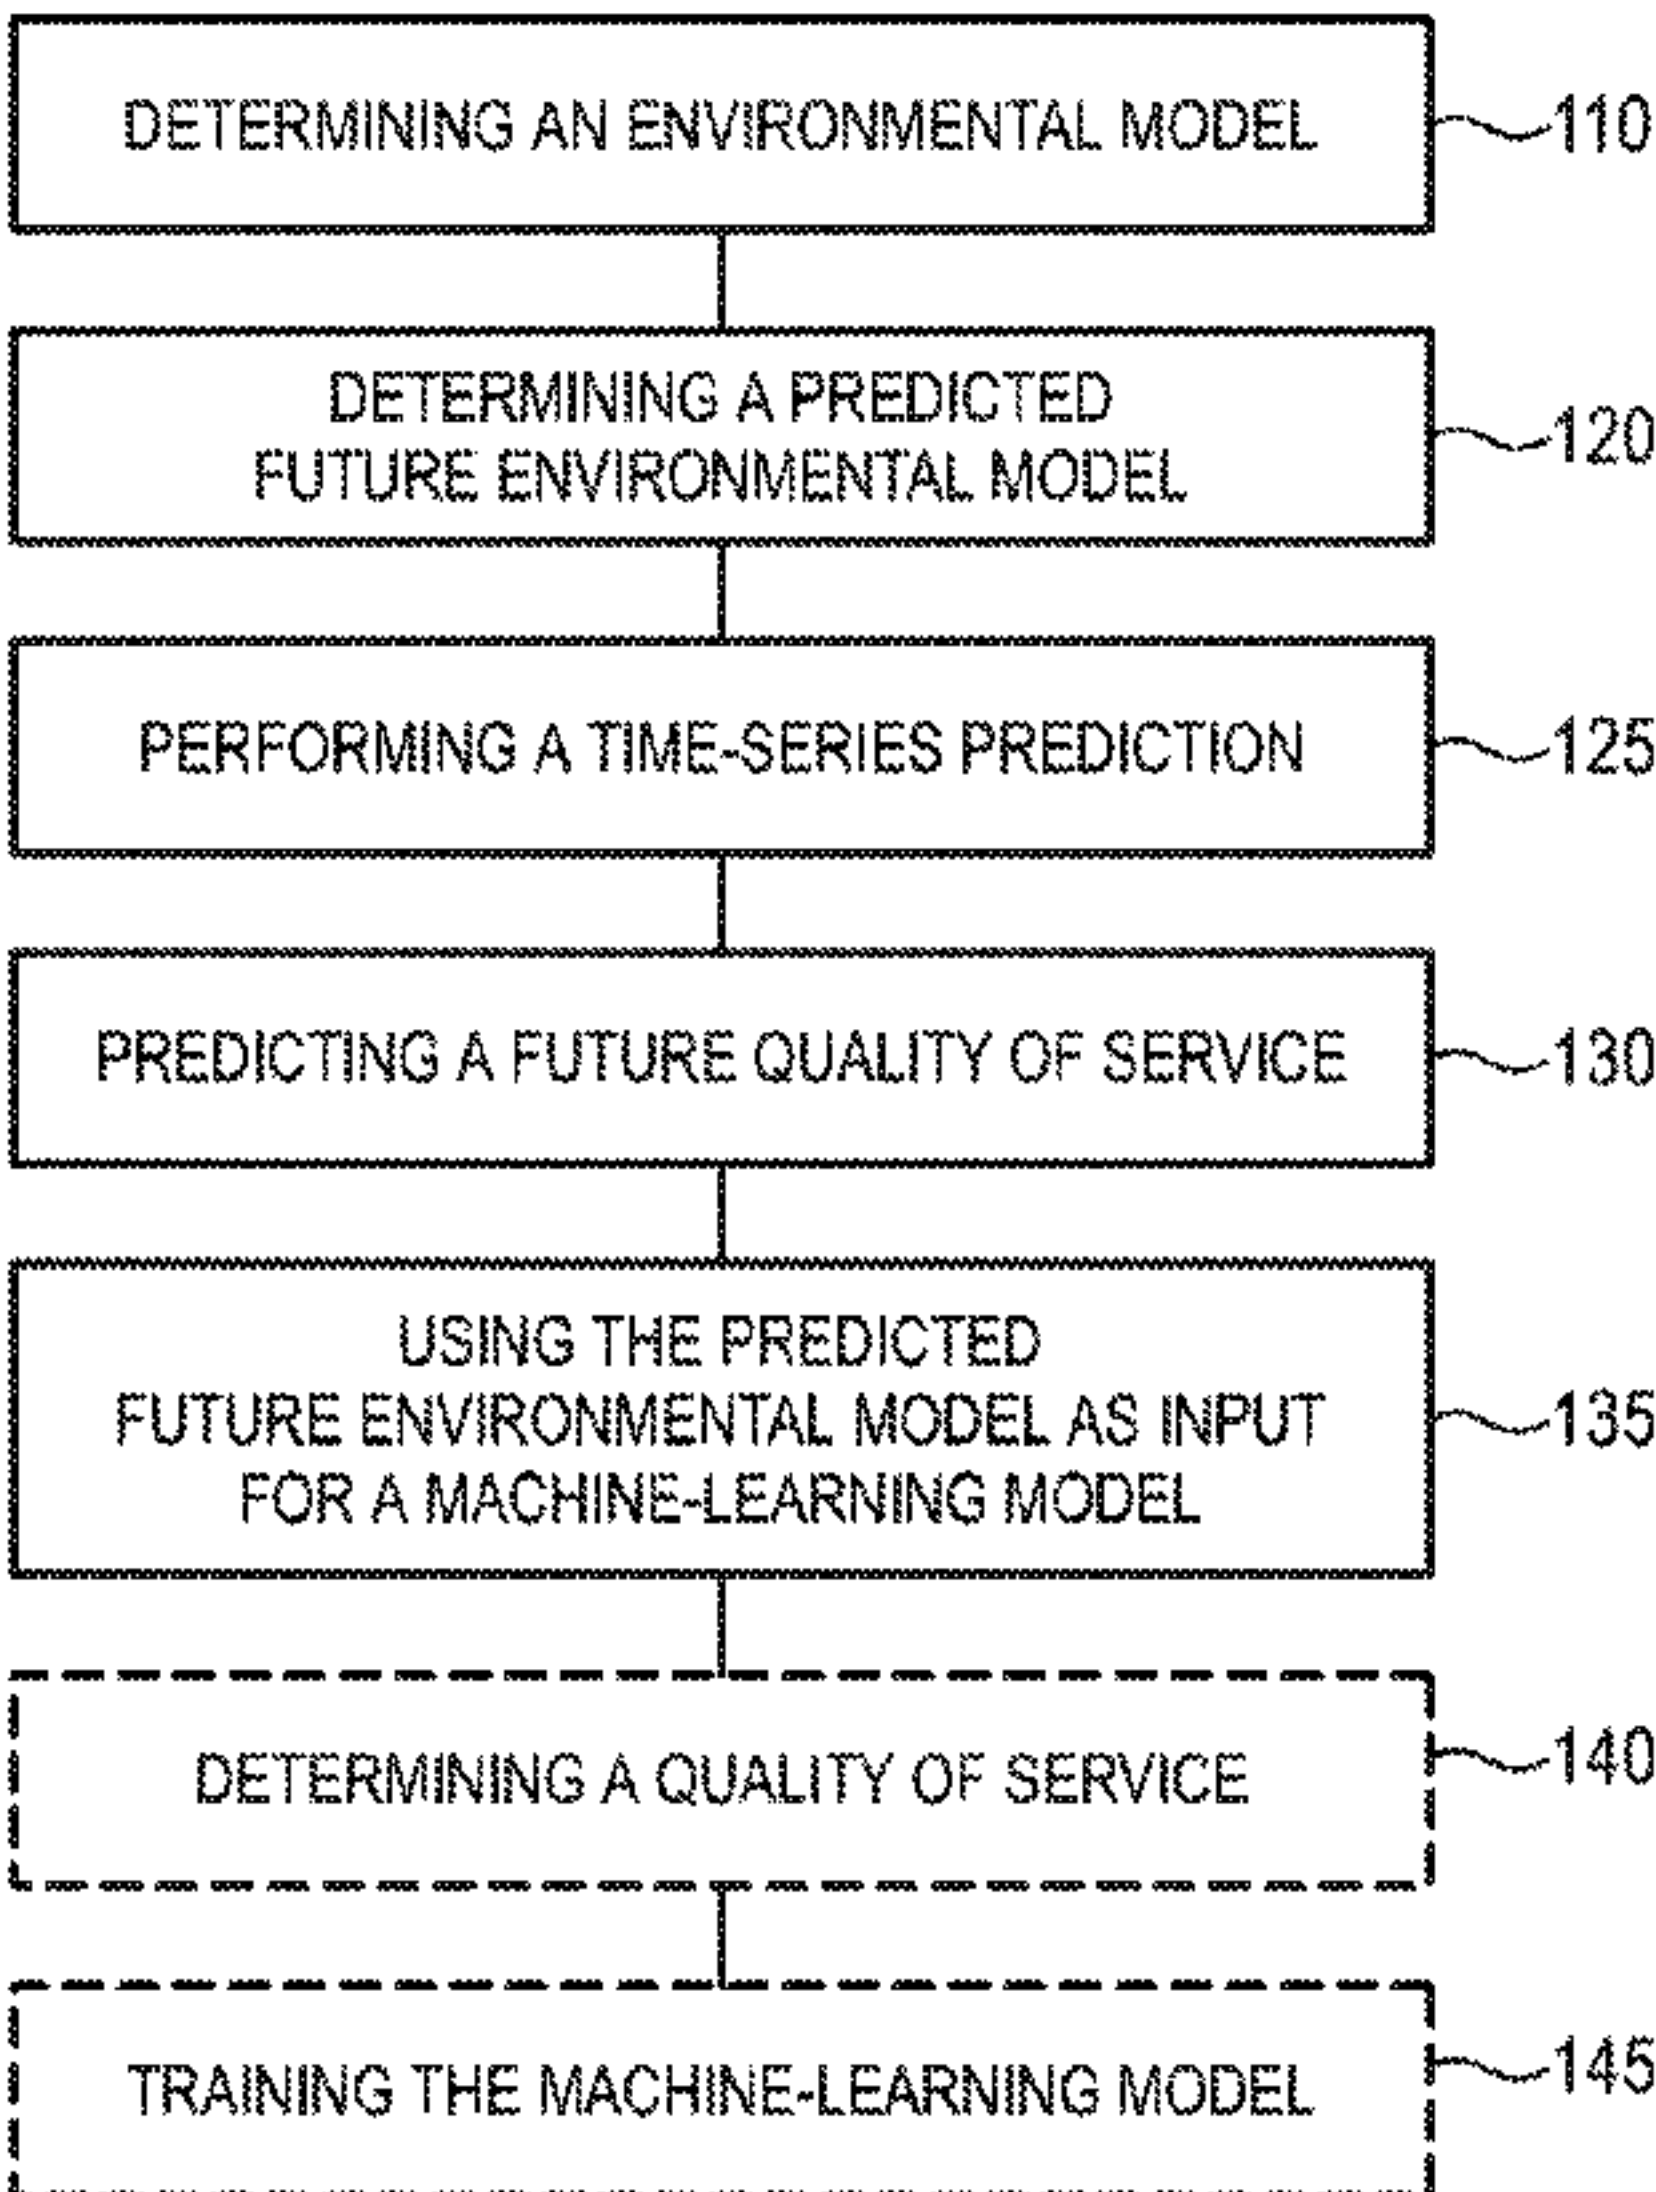 DETERMINING AN ENVIRONMENTAL MODEL
110
DETERMINING A PREDICTED
FUTURE ENVIRONMENTAL MODEL
120
PERFORMING A TIME-SERIES PREDICTION
125
PREDICTING A FUTURE QUALITY OF SERVICE
130
USING THE PREDICTED
FUTURE ENVIRONMENTAL MODEL AS INPUT
FOR A MACHINE-LEARNING MODEL
135
DETERMINING A QUALITY OF SERVICE
140
TRAINING THE MACHINE-LEARNING MODEL
145